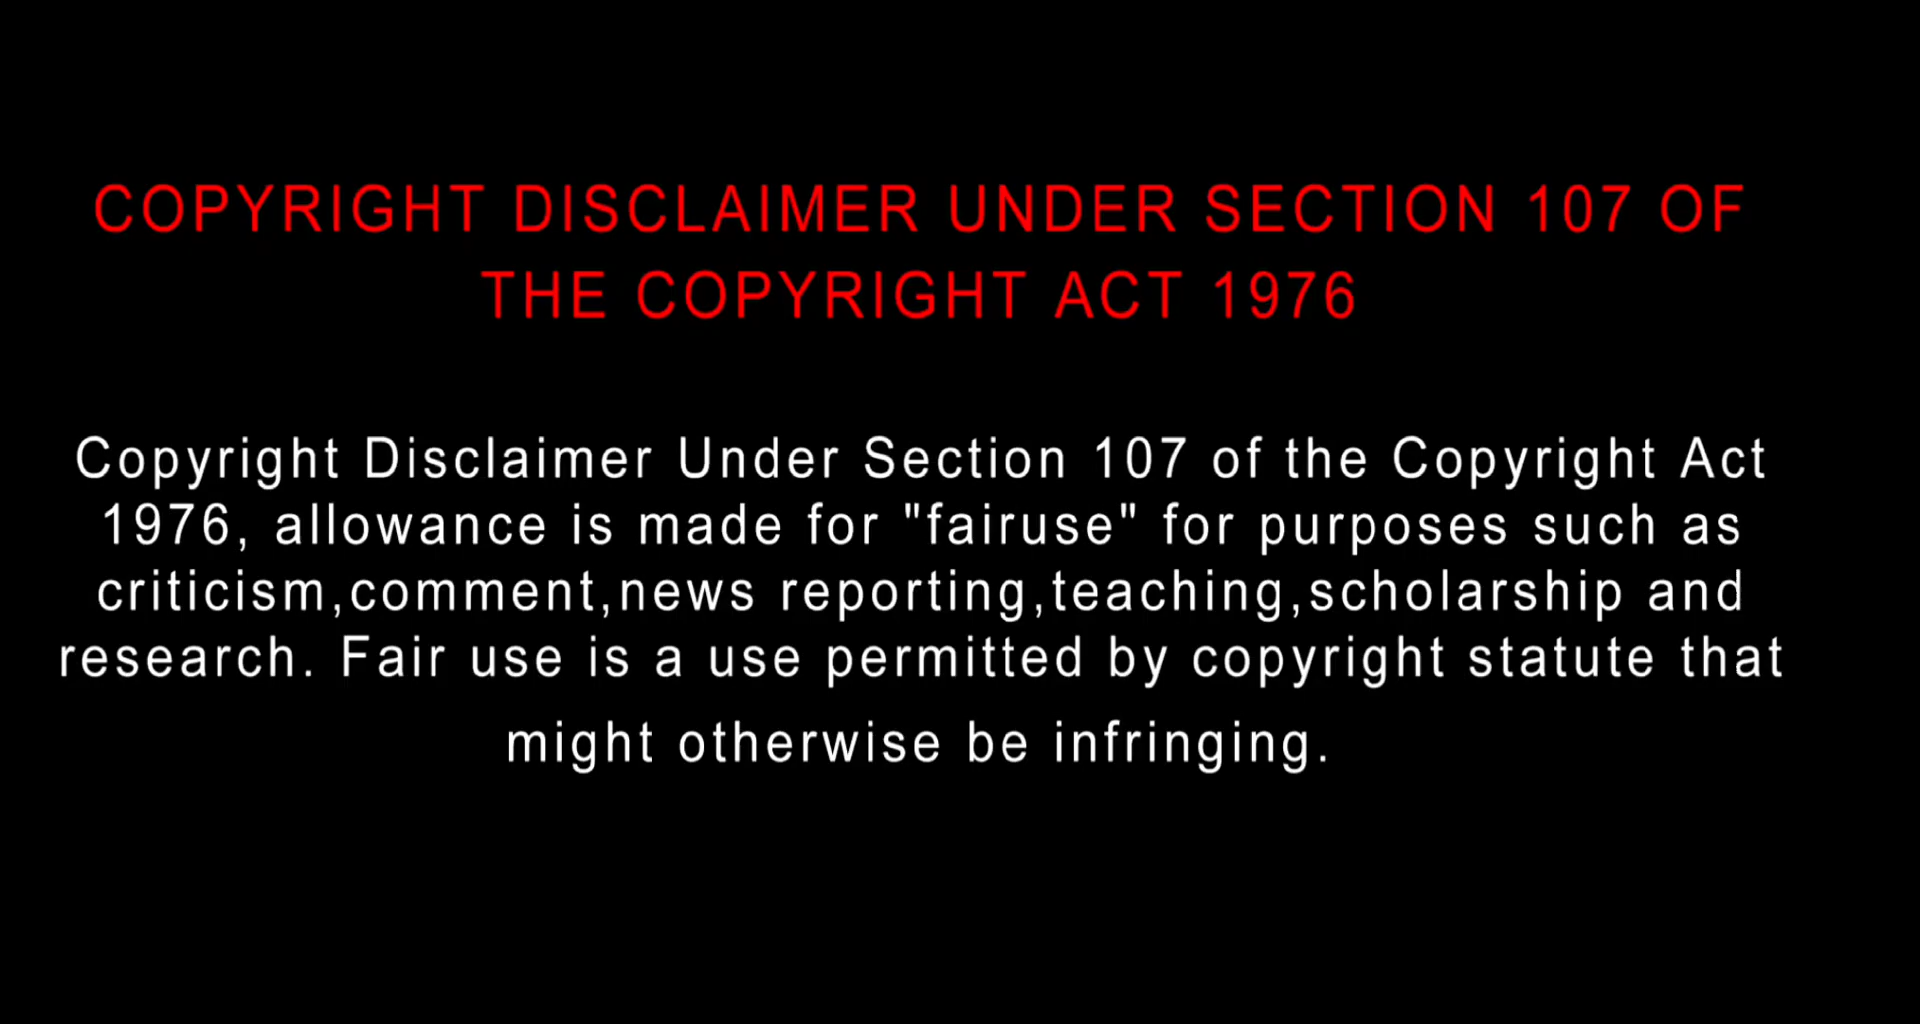 COPYRIGHT DISCLAIMER UNDER SECTION 107 OF
THE COPYRIGHT ACT 1976
Copyright Disclaimer Under Section 107 of the Copyright Act
1976, allowance is made for "fairuse" for purposes such as
criticism,comment,news reporting,teaching,scholarship and
research. Fair use is a use permitted by copyright statute that
might otherwise be infringing.